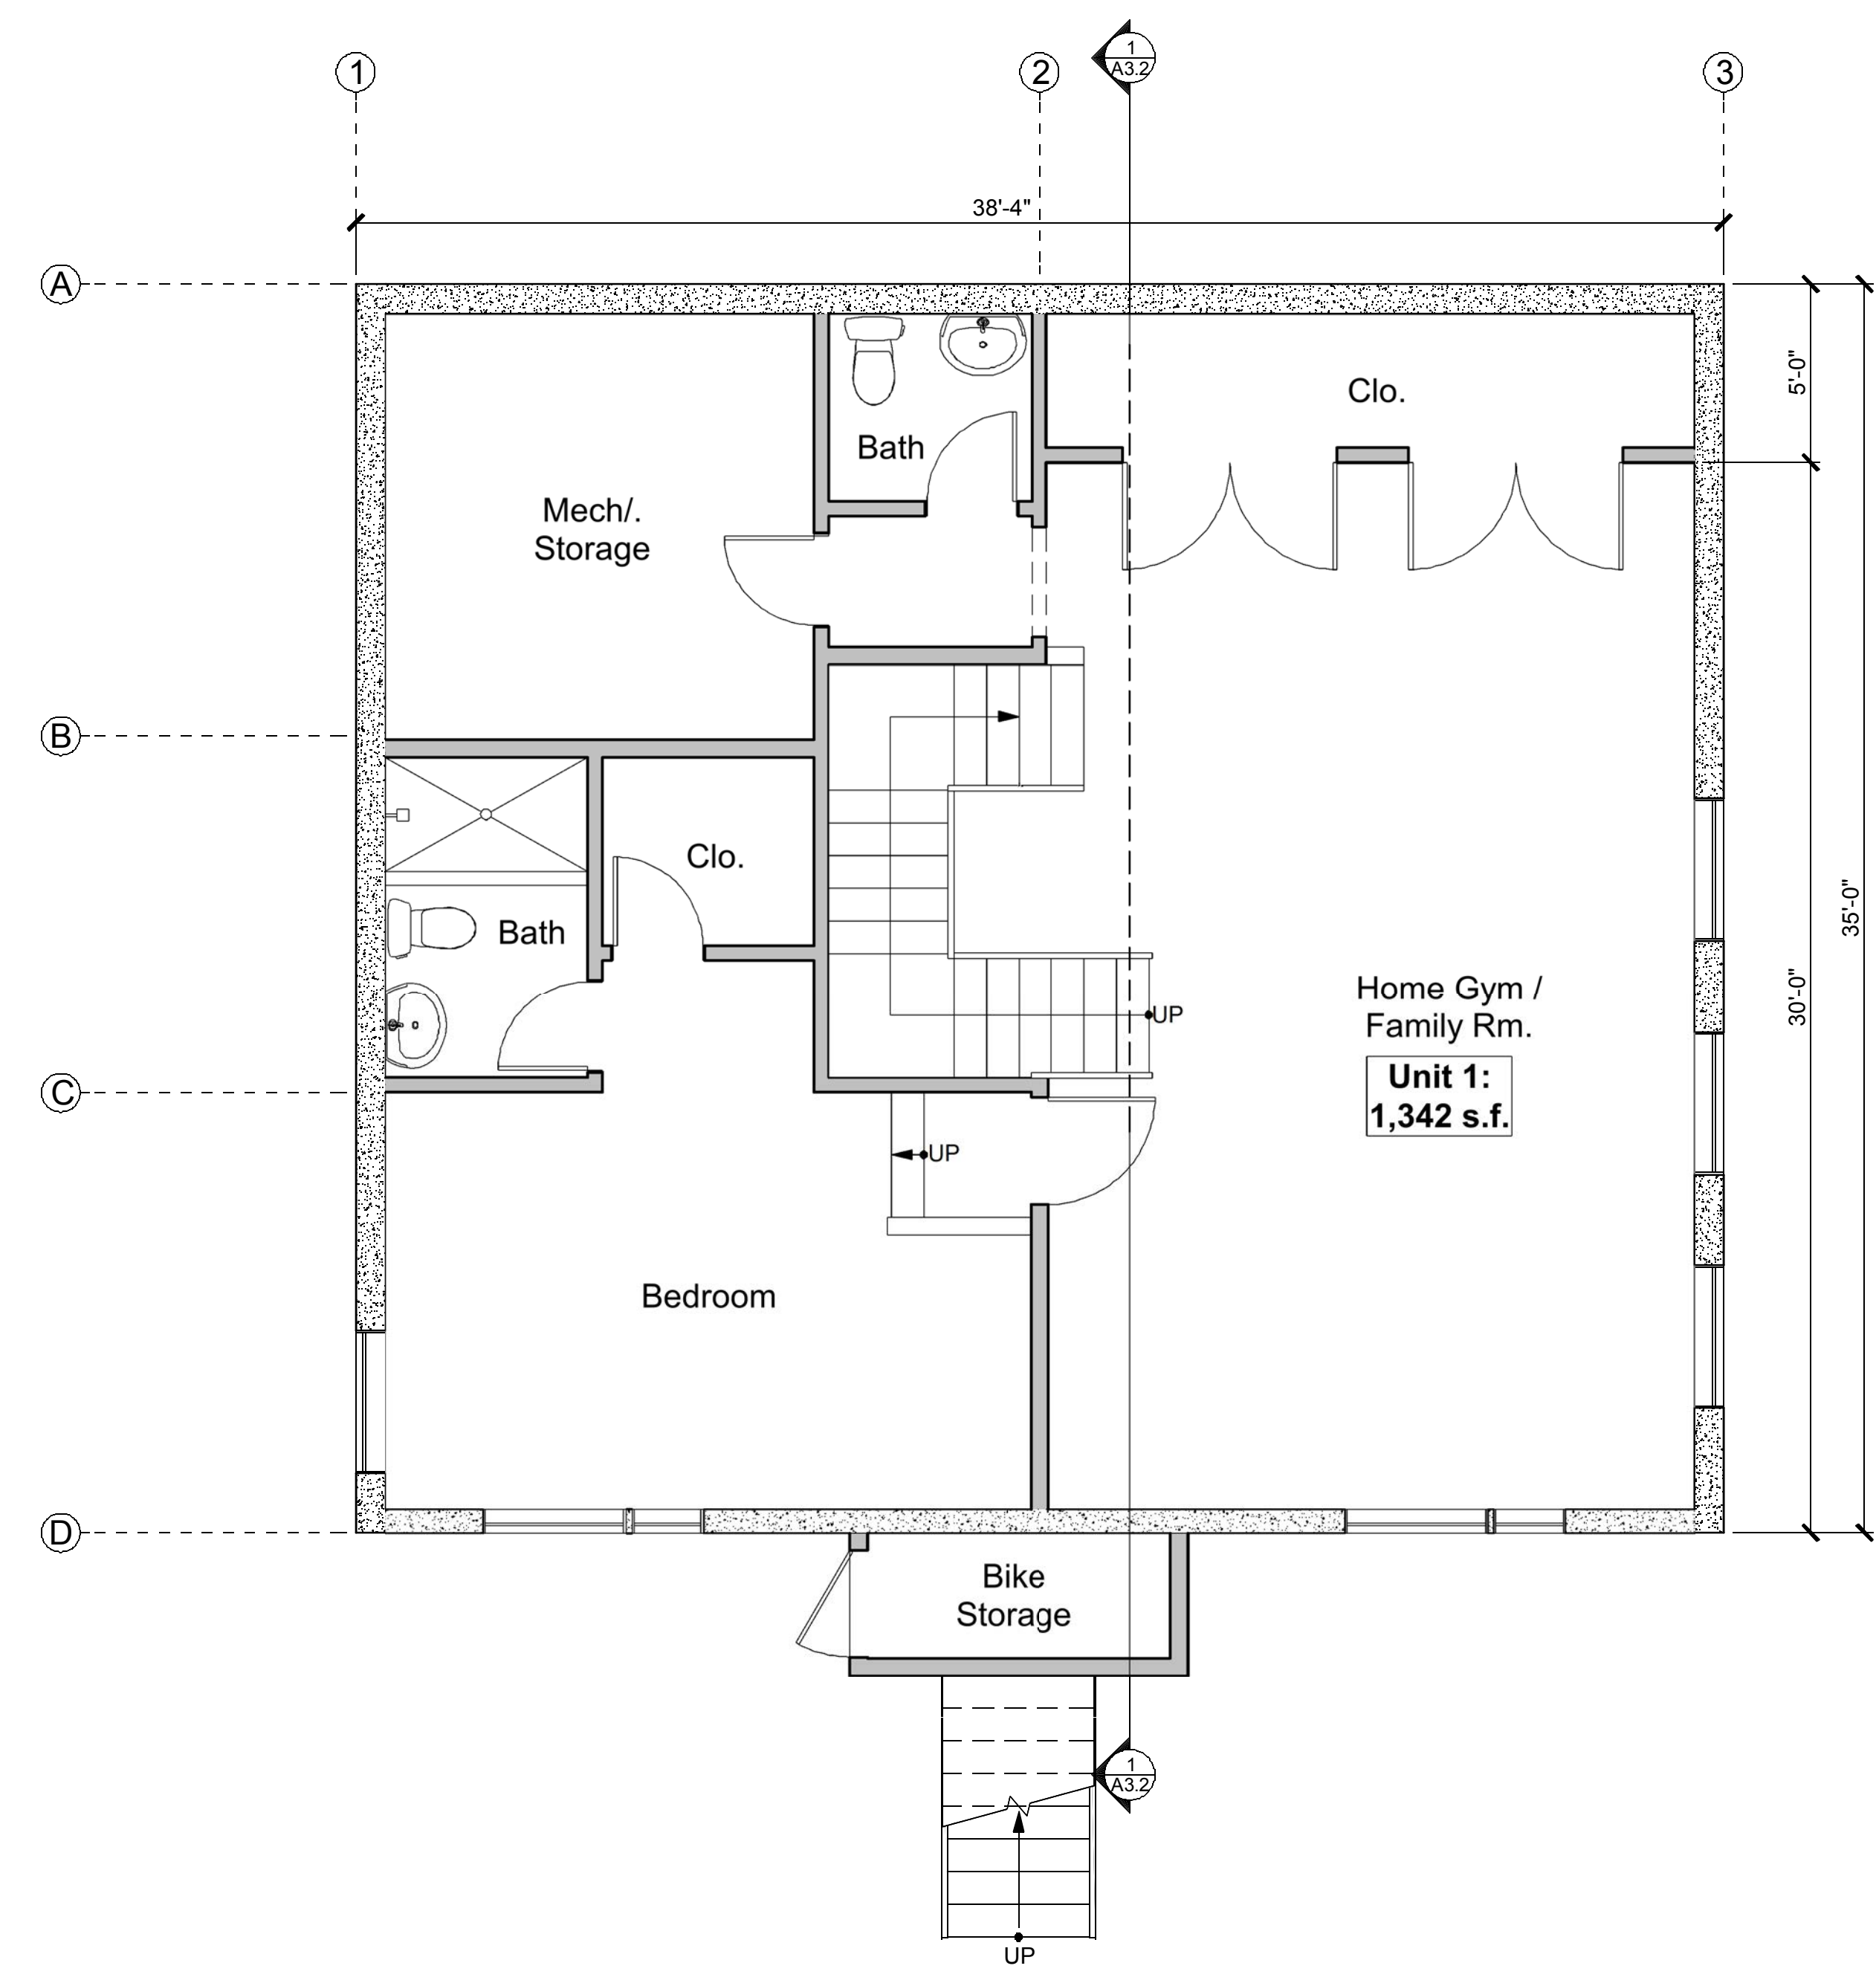 1
A3.2
1
2
3
38'-4"
A
5'-0"
Clo.
Bath
Mech/.
Storage
B
Clo.
35'-0"
Bath
30'-0"
Home Gym /
Family Rm.
UP
Unit 1:
1,342 s.f.
C
UP
Bedroom
D
Bike
Storage
1
A3.2
UP